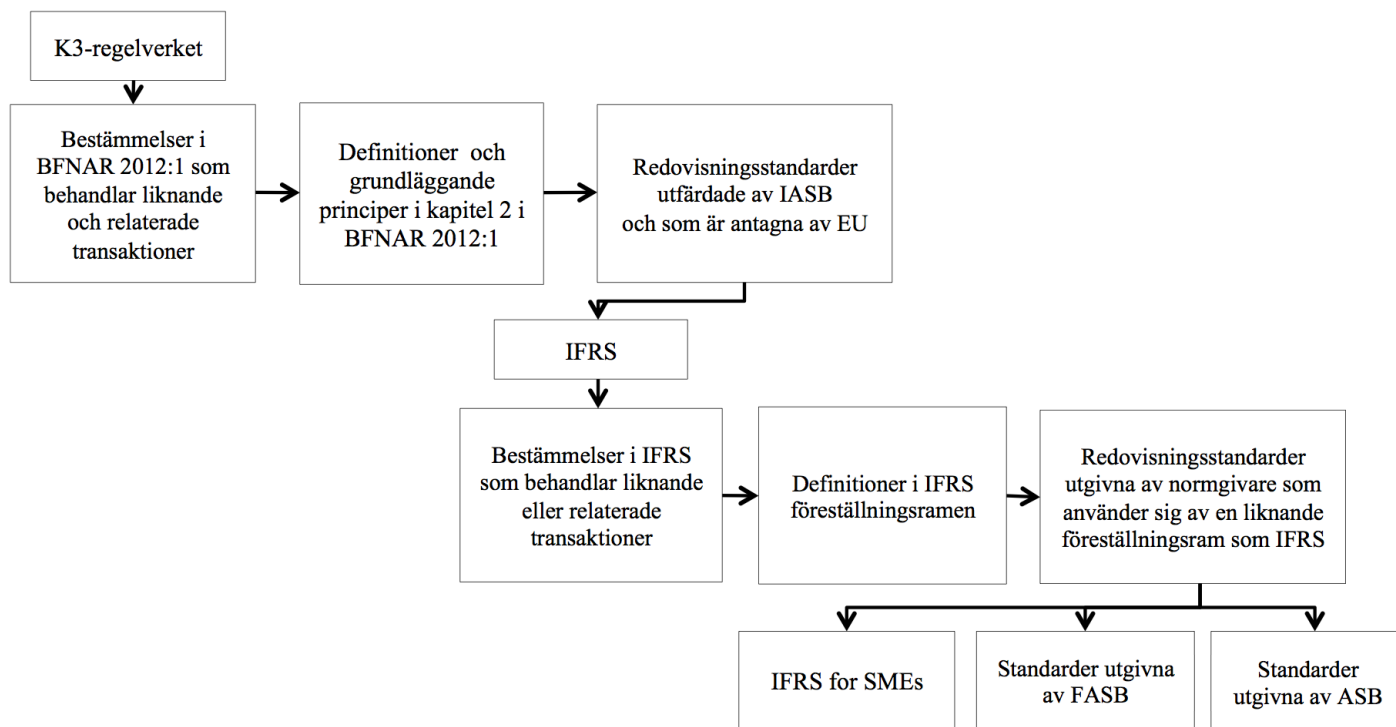 K3-regelverket
Bestämmelser i
BFNAR 2012:1 som
behandlar liknande
och relaterade
transaktioner
Definitioner och
grundläggande
principer i kapitel 2 i
BFNAR 2012:1
Redovisningsstandarder
utfärdade av IASB
och som är antagna av EU
IFRS
Bestämmelser i IFRS
som behandlar liknande
eller relaterade
transaktioner
Definitioner i IFRS
föreställningsramen
Redovisningsstandarder
utgivna av normgivare som
använder sig av en liknande
föreställningsram som IFRS
IFRS for SMEs
Standarder utgivna
av FASB
Standarder
utgivna av ASB